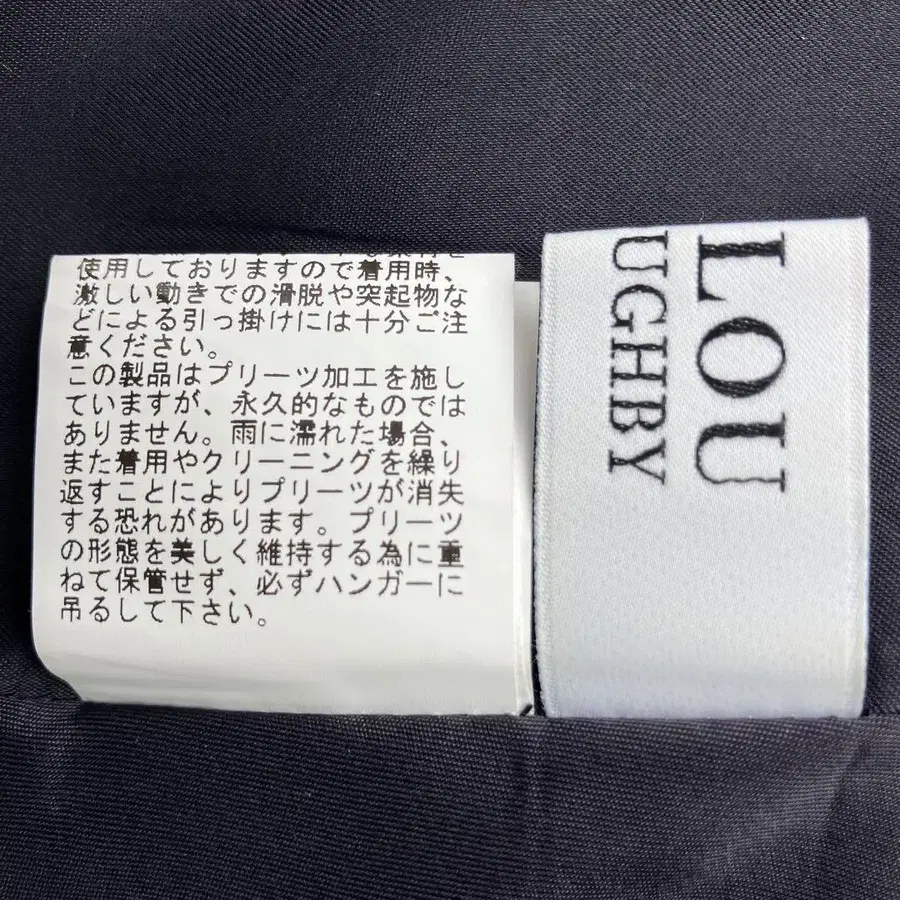 使用しておりますので着用時、
激しい動きでの滑脱や突起物な
どによる引っ掛けには十分ご注
意ください。
この製品はプリーツ加工を施し
ていますが、永久的なものでは
ありません。雨に濡れた場合、
また着用やクリーニングを繰り
返すことによりプリーツが消失
する恐れがあります。プリーツ
の形態を美しく維持する為に重
ねて保管せず、必ずハンガーに
吊るして下さい。
LOU
UGHBY